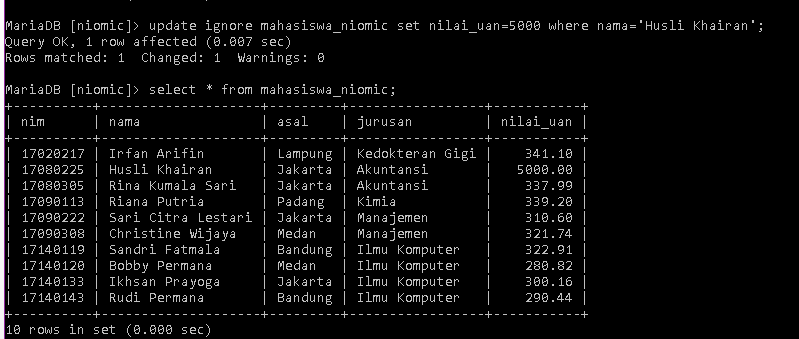 MariaDB [niomic]> update ignore mahasiswa_niomic set nilai_uan=5000 where nama='Husli Khairan';
Query OK, 1 row affected (0.007 sec)
Rows matched: 1  Changed: 1  Warnings: 0
MariaDB [niomic]> select * from mahasiswa_niomic;
+----------+--------------------+---------+-----------------+-----------+
| nim      | nama               | asal    | jurusan         | nilai_uan |
+----------+--------------------+---------+-----------------+-----------+
| 17020217 | Irfan Arifin       | Lampung | Kedokteran Gigi |    341.10 |
| 17080225 | Husli Khairan      | Jakarta | Akuntansi       |   5000.00 |
| 17080305 | Rina Kumala Sari   | Jakarta | Akuntansi       |    337.99 |
| 17090113 | Riana Putria       | Padang  | Kimia           |    339.20 |
| 17090222 | Sari Citra Lestari | Jakarta | Manajemen       |    310.60 |
| 17090308 | Christine Wijaya   | Medan   | Manajemen       |    321.74 |
| 17140119 | Sandri Fatmala     | Bandung | Ilmu Komputer   |    322.91 |
| 17140120 | Bobby Permana      | Medan   | Ilmu Komputer   |    280.82 |
| 17140133 | Ikhsan Prayoga     | Jakarta | Ilmu Komputer   |    300.16 |
| 17140143 | Rudi Permana       | Bandung | Ilmu Komputer   |    290.44 |
+----------+--------------------+---------+-----------------+-----------+
10 rows in set (0.000 sec)